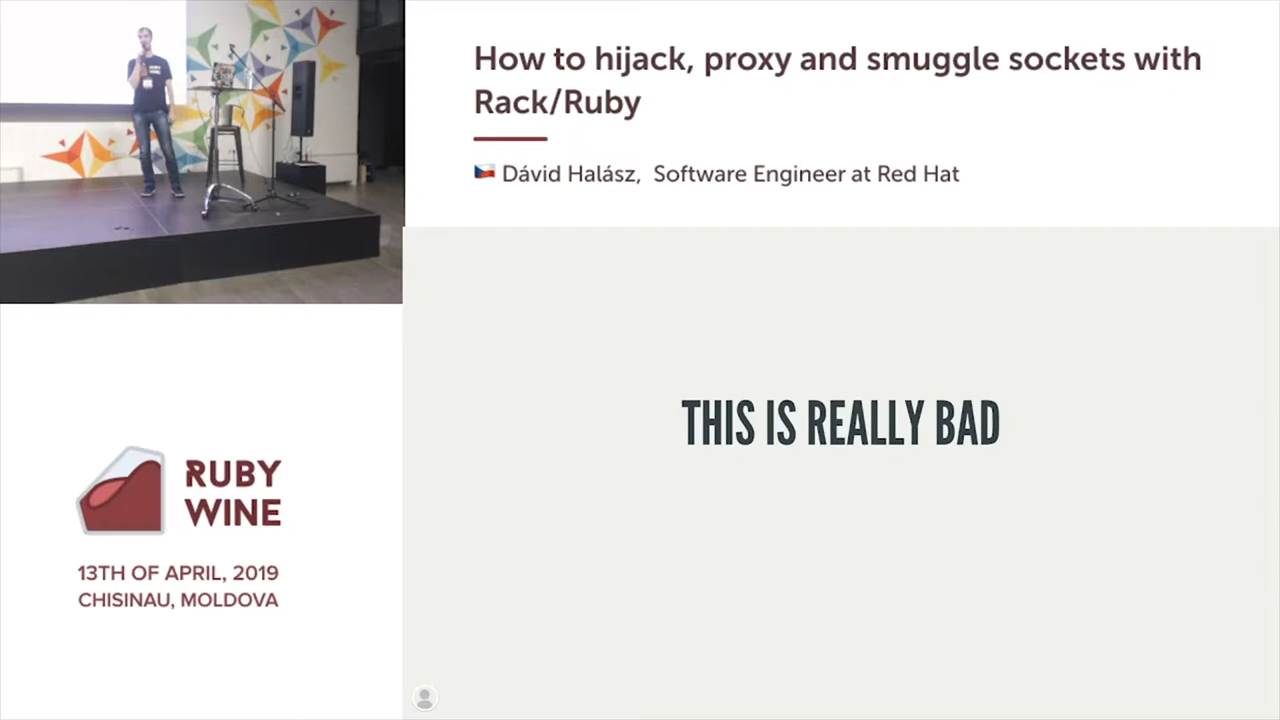 How to hijack, proxy and smuggle sockets with
Rack/Ruby
Dávid Halász, Software Engineer at Red Hat
THIS IS REALLY BAD
RUBY
WINE
13TH OF APRIL, 2019
CHISINAU, MOLDOVA